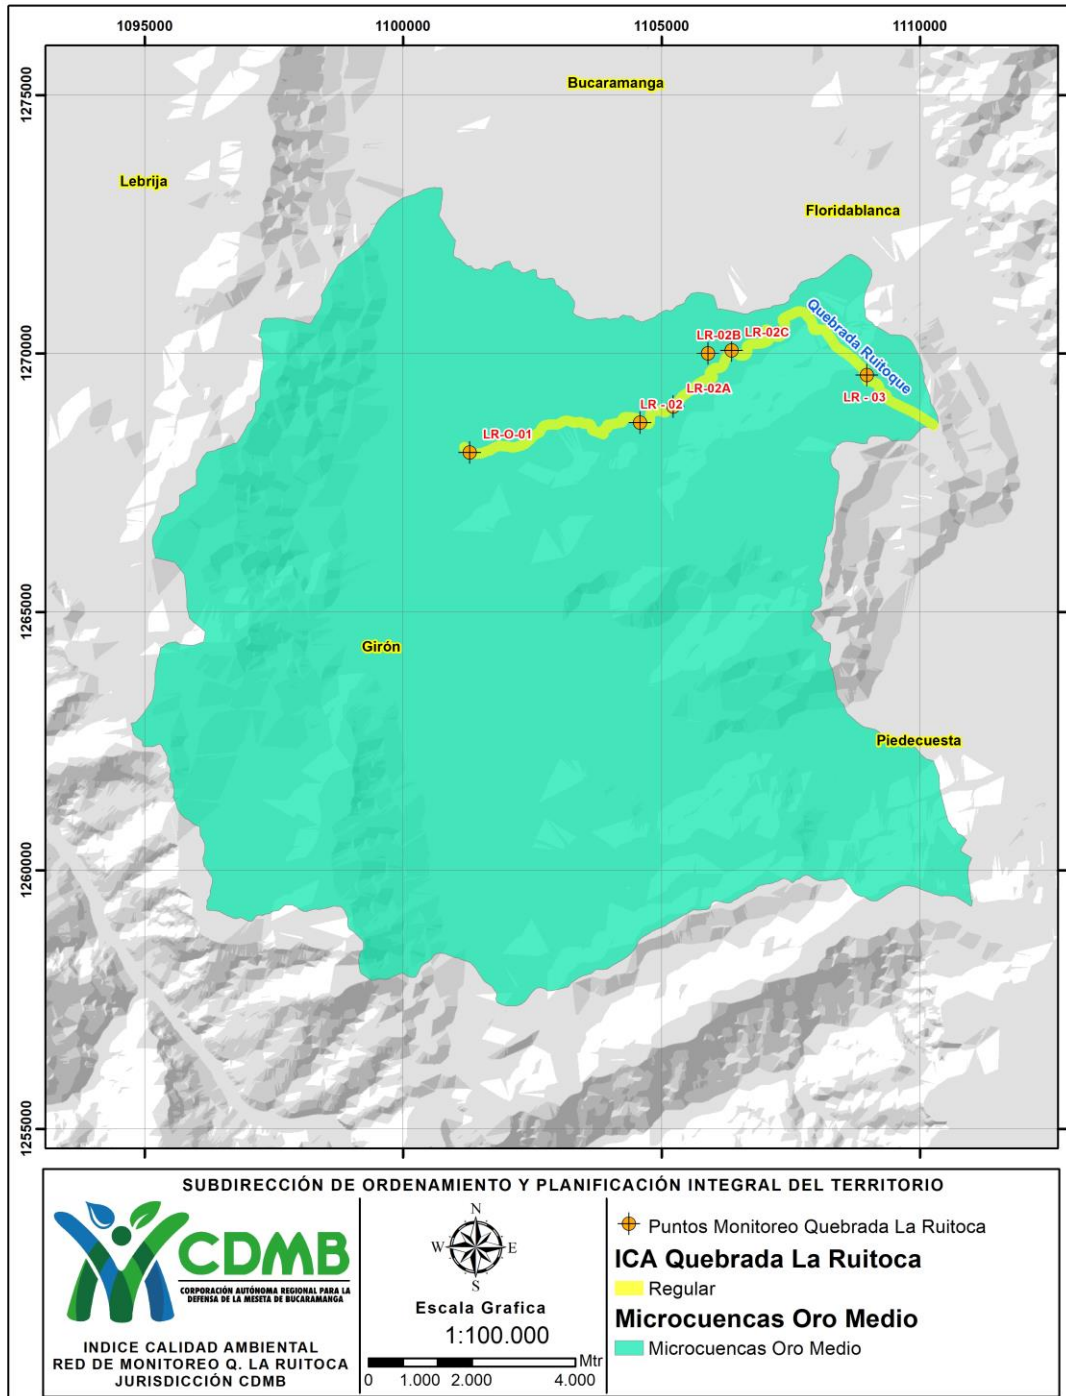 1095000
1100000
1105000
1110000
1275000
1270000
1265000
1260000
1255000
Bucaramanga
Lebrija
Floridablanca
Quebrada Ruitoque
LR-02B
LR-02C
LR-02A
LR - 03
LR - 02
LR-O-01
Girón
Piedecuesta
SUBDIRECCIÓN DE ORDENAMIENTO Y PLANIFICACIÓN INTEGRAL DEL TERRITORIO
CDMB
CORPORACIÓN AUTÓNOMA REGIONAL PARA LA
DEFENSA DE LA MESETA DE BUCARAMANGA
INDICE CALIDAD AMBIENTAL
RED DE MONITOREO Q. LA RUITOCA
JURISDICCIÓN CDMB
N
W
E
S
Escala Grafica
1:100.000
Mtr
0 1.000 2.000 4.000
Puntos Monitoreo Quebrada La Ruitoca
ICA Quebrada La Ruitoca
Regular
Microcuencas Oro Medio
Microcuencas Oro Medio